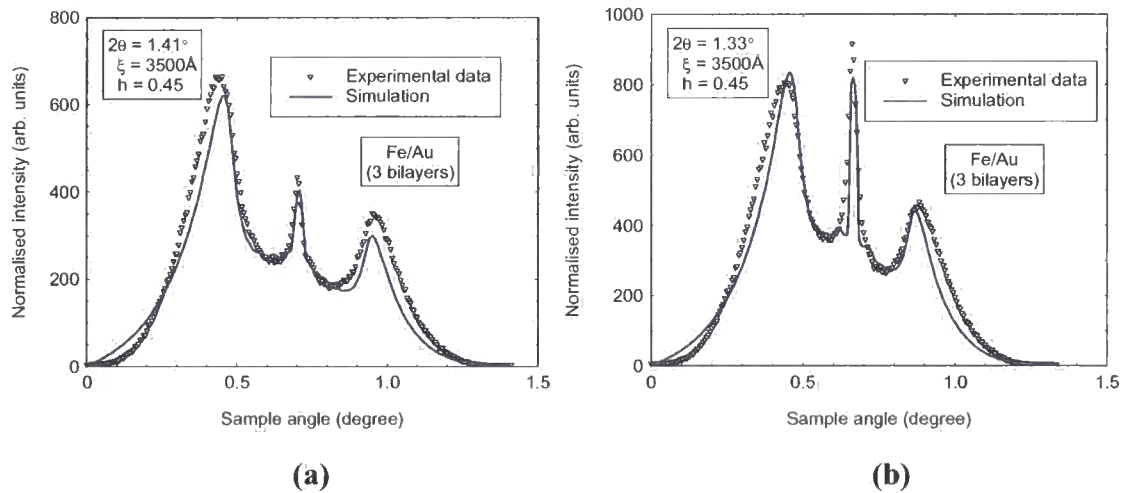 800
600
400
200
0
0
0.5
1.0
1.5
Normalised intensity (arb. units)
Sample angle (degree)
2θ = 1.41°
ξ = 3500Å
h = 0.45
Experimental data
Simulation
Fe/Au
(3 bilayers)
(a)
1000
800
600
400
200
0
0
0.5
1.0
1.5
Normalised intensity (arb. units)
Sample angle (degree)
2θ = 1.33°
ξ = 3500Å
h = 0.45
Experimental data
Simulation
Fe/Au
(3 bilayers)
(b)